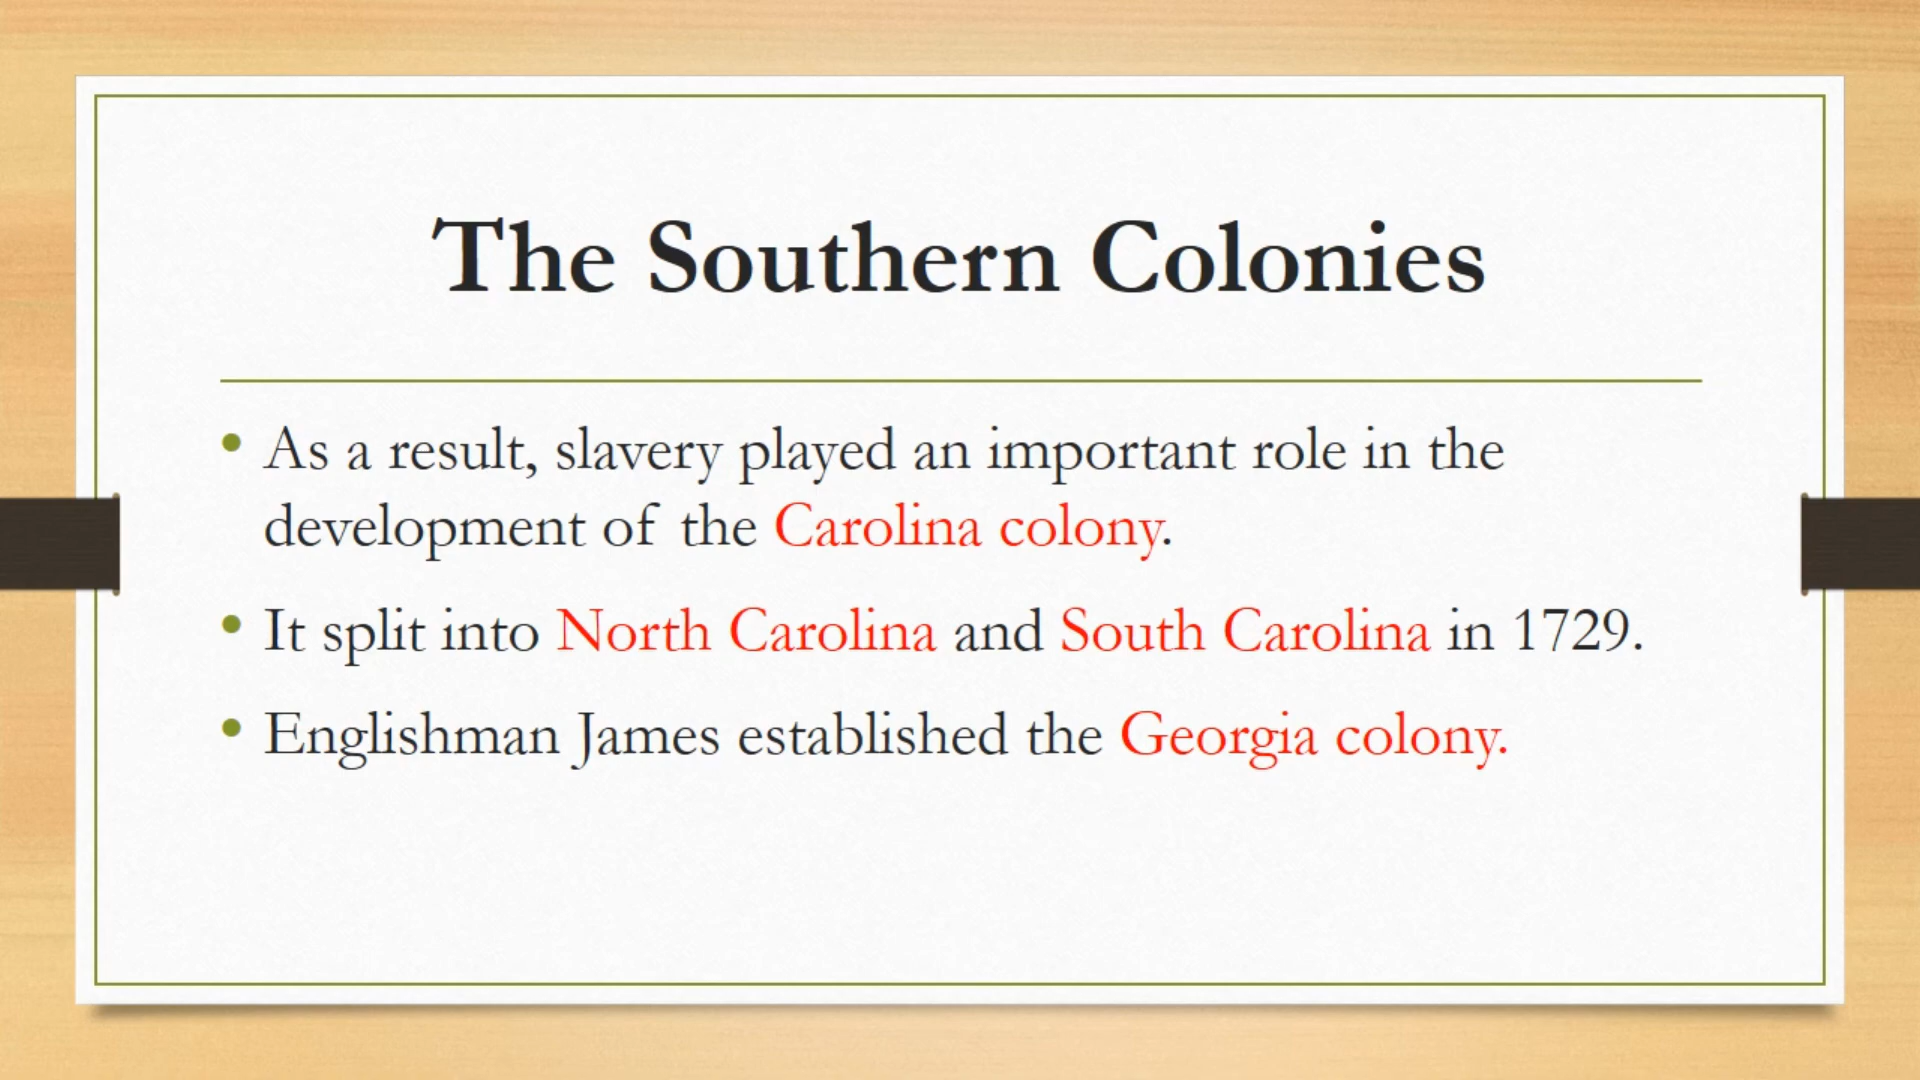 The Southern Colonies
• As a result, slavery played an important role in the
development of the Carolina colony.
• It split into North Carolina and South Carolina in 1729.
• Englishman James established the Georgia colony.